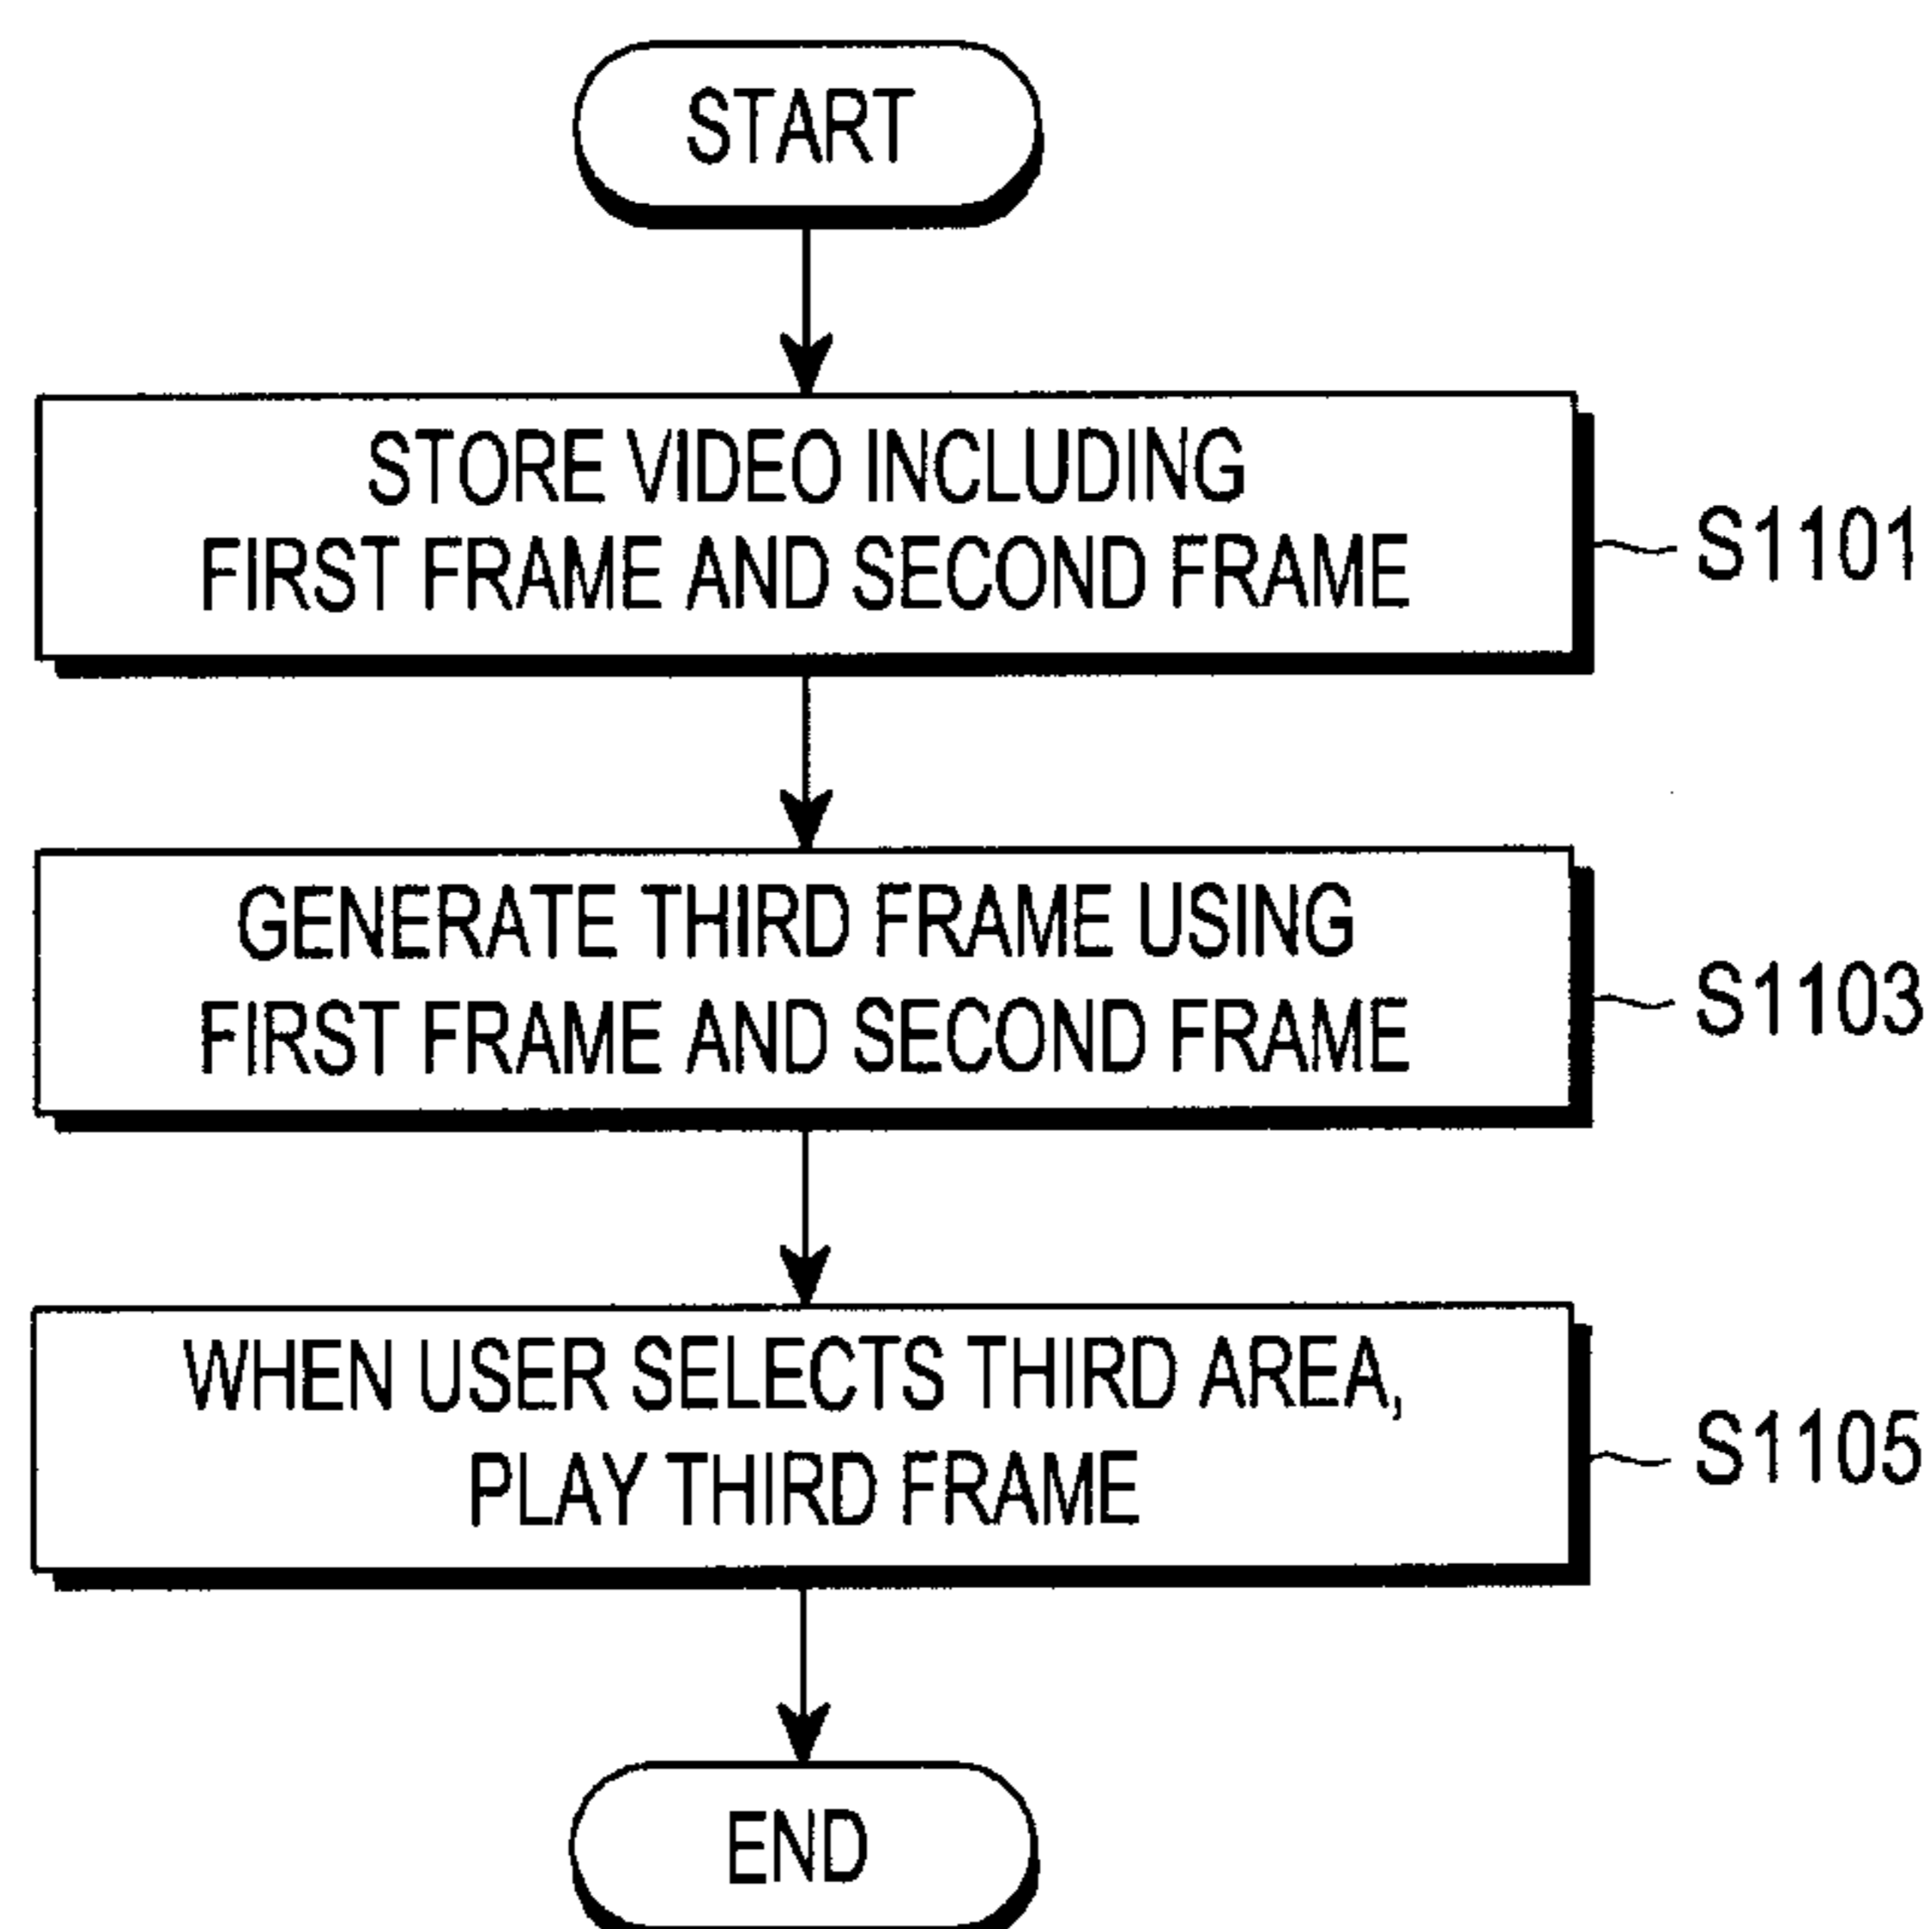 START
STORE VIDEO INCLUDING
FIRST FRAME AND SECOND FRAME
S1101
GENERATE THIRD FRAME USING
FIRST FRAME AND SECOND FRAME
S1103
WHEN USER SELECTS THIRD AREA,
PLAY THIRD FRAME
S1105
END